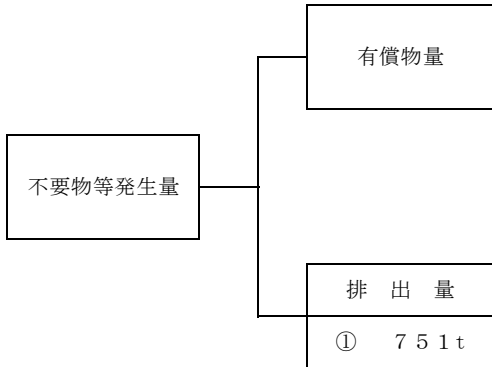 有償物量
不要物等発生量
排　出　量
①　７５１ｔ